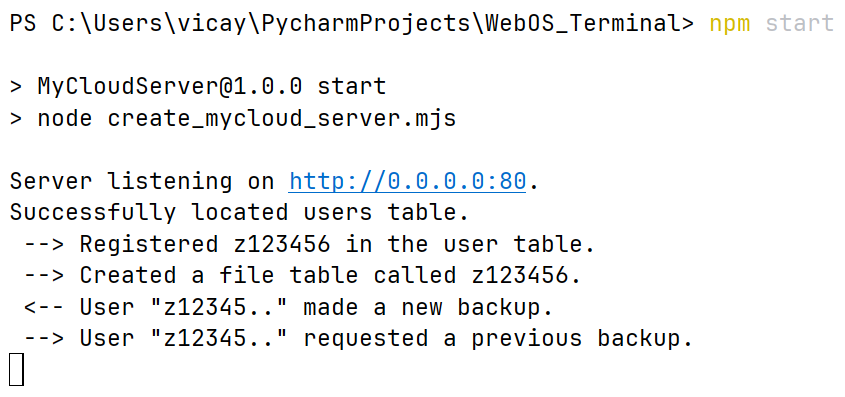 PS C:\Users\vicay\PycharmProjects\WebOS_Terminal> npm start
> MyCloudServer@1.0.0 start
> node create_mycloud_server.mjs
Server listening on http://0.0.0.0:80.
Successfully located users table.
--> Registered z123456 in the user table.
--> Created a file table called z123456.
<-- User "z12345.." made a new backup.
--> User "z12345.." requested a previous backup.